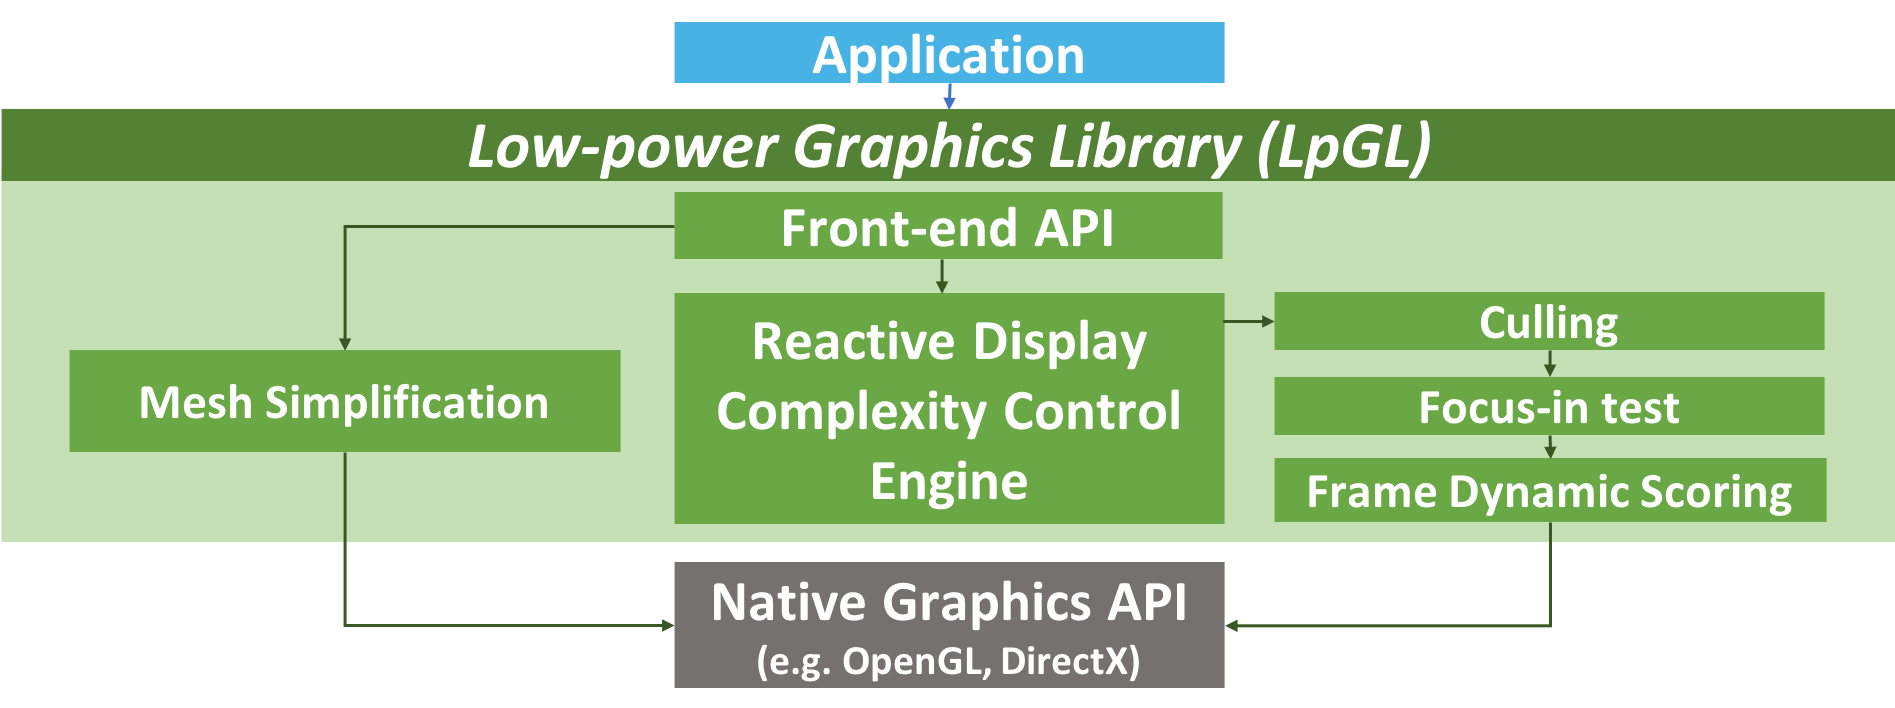 Application
Low-power Graphics Library (LpGL)
Front-end API
Mesh Simplification
Reactive Display
Complexity Control
Engine
Culling
Focus-in test
Frame Dynamic Scoring
Native Graphics API
(e.g. OpenGL, DirectX)